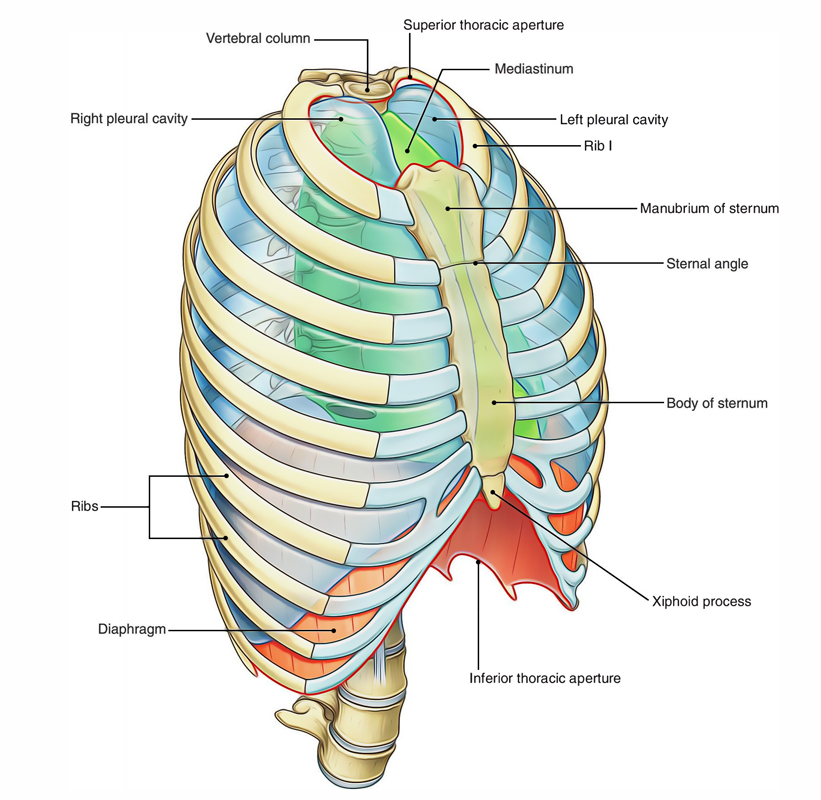 Superior thoracic aperture
Vertebral column
Mediastinum
Right pleural cavity
Left pleural cavity
Rib I
Manubrium of sternum
Sternal angle
Body of sternum
Ribs
Xiphoid process
Diaphragm
Inferior thoracic aperture